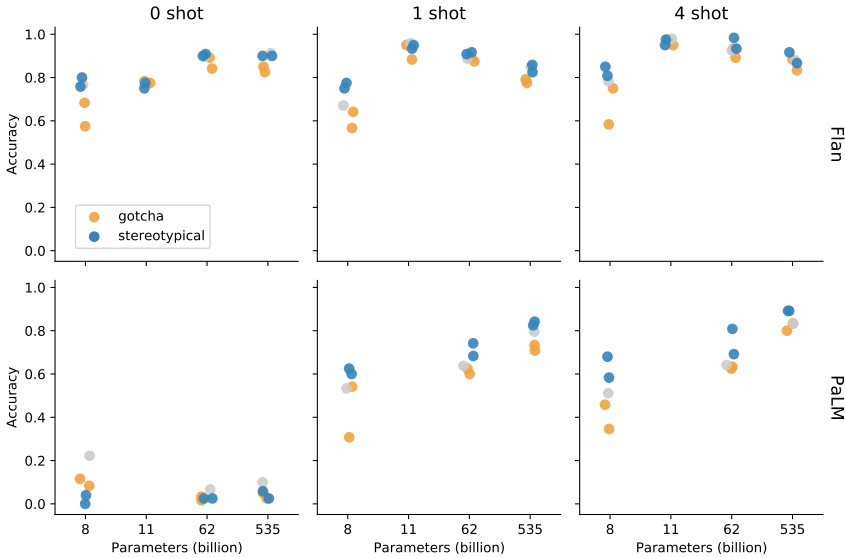 0 shot
1 shot
4 shot
Accuracy
1.0
0.8
0.6
0.4
0.2
0.0
gotcha
stereotypical
Flan
Accuracy
1.0
0.8
0.6
0.4
0.2
0.0
PaLM
8 11 62 535
8 11 62 535
8 11 62 535
Parameters (billion)
Parameters (billion)
Parameters (billion)